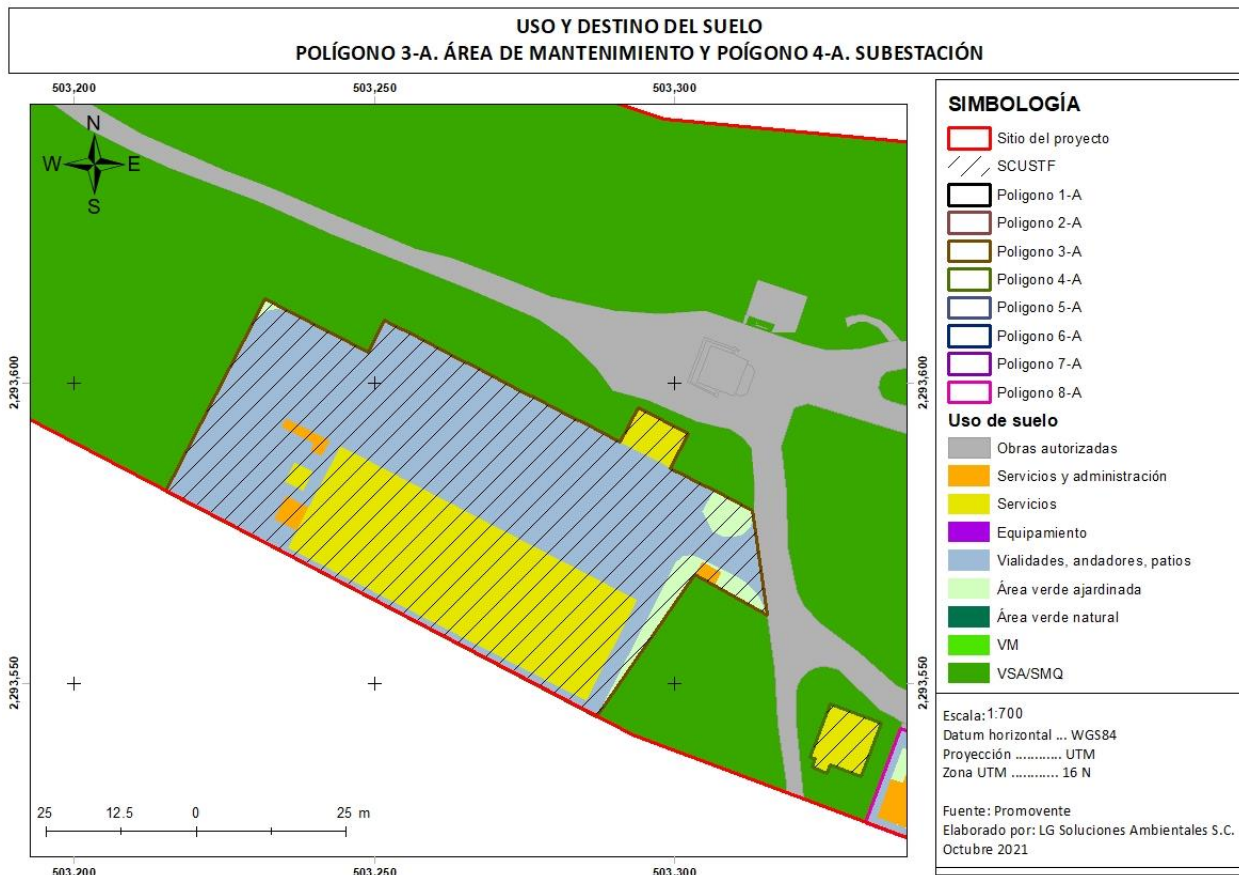 USO Y DESTINO DEL SUELO
POLÍGONO 3-A. ÁREA DE MANTENIMIENTO Y POÍGONO 4-A. SUBESTACIÓN
503,200
503,250
503,300
N
W
E
S
2,293,600
2,293,600
2,293,550
2,293,550
25
12.5
0
25 m
503,200
503,250
503,300
SIMBOLOGÍA
Sitio del proyecto
SCUSTF
Poligono 1-A
Poligono 2-A
Poligono 3-A
Poligono 4-A
Poligono 5-A
Poligono 6-A
Poligono 7-A
Poligono 8-A
Uso de suelo
Obras autorizadas
Servicios y administración
Servicios
Equipamiento
Vialidades, andadores, patios
Área verde ajardinada
Área verde natural
VM
VSA/SMQ
Escala: 1:700
Datum horizontal ... WGS84
Proyección ............ UTM
Zona UTM ............ 16 N
Fuente: Promovente
Elaborado por: LG Soluciones Ambientales S.C.
Octubre 2021